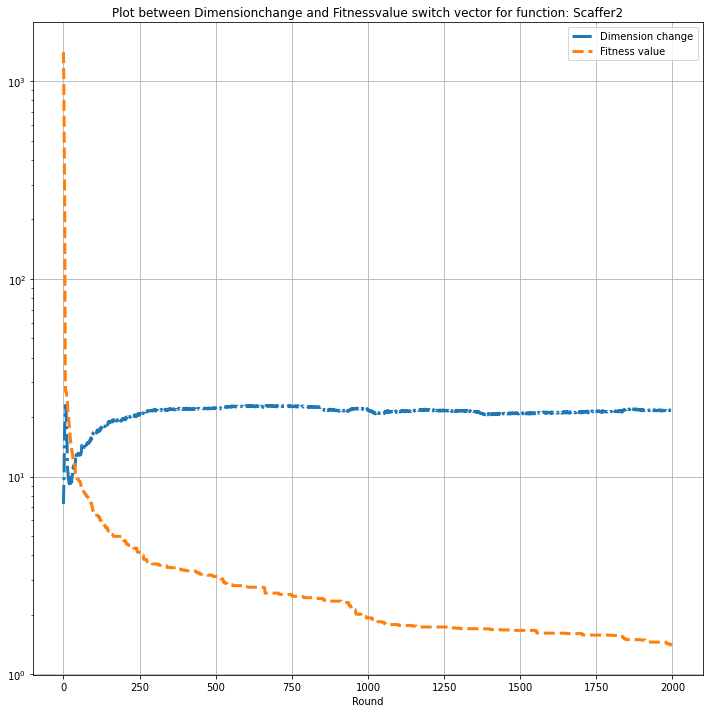 Plot between Dimensionchange and Fitnessvalue switch vector for function: Scaffer2
Dimension change
Fitness value
10³
10²
10¹
10⁰
0 250 500 750 1000 1250 1500 1750 2000
Round